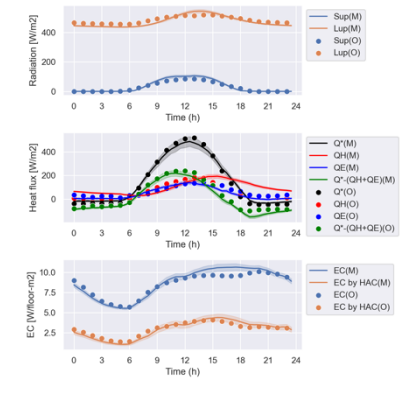 Radiation [W/m2]
400
200
0
0 3 6 9 12 15 18 21 24
Time (h)
Sup(M)
Lup(M)
Sup(O)
Lup(O)
Heat flux [W/m2]
400
200
0
0 3 6 9 12 15 18 21 24
Time (h)
Q*(M)
QH(M)
QE(M)
Q*-(QH+QE)(M)
Q*(O)
QH(O)
QE(O)
Q*-(QH+QE)(O)
EC [W/floor-m2]
10.0
7.5
5.0
2.5
0 3 6 9 12 15 18 21 24
Time (h)
EC(M)
EC by HAC(M)
EC(O)
EC by HAC(O)